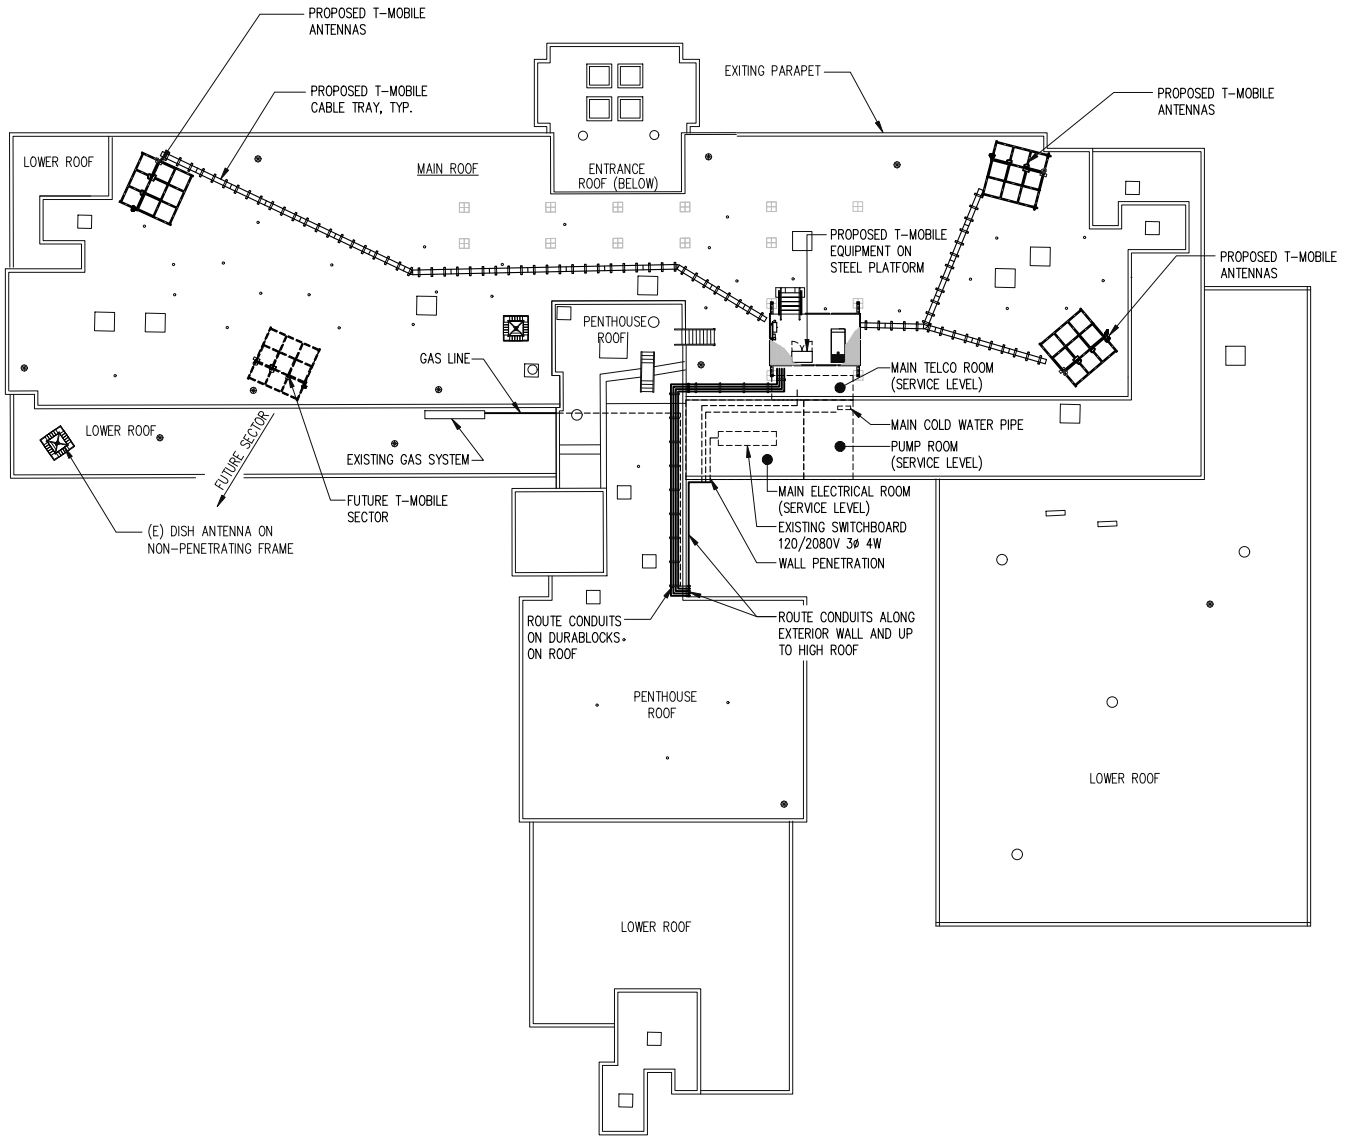 PROPOSED T-MOBILE
ANTENNAS
PROPOSED T-MOBILE
CABLE TRAY, TYP.
EXITING PARAPET
PROPOSED T-MOBILE
ANTENNAS
LOWER ROOF
MAIN ROOF
ENTRANCE
ROOF (BELOW)
PROPOSED T-MOBILE
EQUIPMENT ON
STEEL PLATFORM
PROPOSED T-MOBILE
ANTENNAS
PENTHOUSE
ROOF
GAS LINE
MAIN TELCO ROOM
(SERVICE LEVEL)
MAIN COLD WATER PIPE
PUMP ROOM
(SERVICE LEVEL)
LOWER ROOF
EXISTING GAS SYSTEM
FUTURE SECTOR
FUTURE T-MOBILE
SECTOR
MAIN ELECTRICAL ROOM
(SERVICE LEVEL)
EXISTING SWITCHBOARD
120/2080V 3ø 4W
WALL PENETRATION
(E) DISH ANTENNA ON
NON-PENETRATING FRAME
ROUTE CONDUITS
ON DURABLOCKS
ON ROOF
ROUTE CONDUITS ALONG
EXTERIOR WALL AND UP
TO HIGH ROOF
PENTHOUSE
ROOF
LOWER ROOF
LOWER ROOF